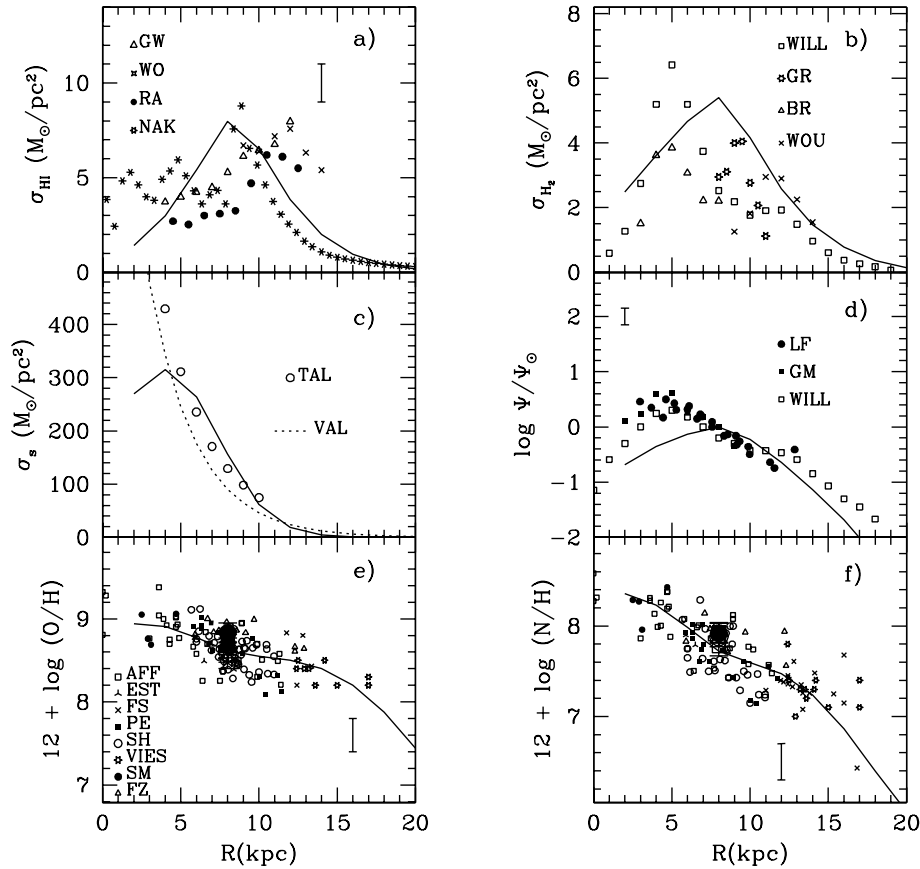 a)
GW
WO
RA
NAK
10
5
0
σHI (M⊙/pc²)
b)
WILL
GR
BR
WOU
8
6
4
2
0
σH₂ (M⊙/pc²)
c)
TAL
VAL
400
300
200
100
0
σs (M⊙/pc²)
d)
LF
GM
WILL
2
1
0
−1
−2
log Ψ/Ψ⊙
e)
AFF
EST
FS
PE
SH
VIES
SM
FZ
9
8
7
12 + log (O/H)
0 5 10 15 20
R(kpc)
f)
8
7
12 + log (N/H)
0 5 10 15 20
R(kpc)